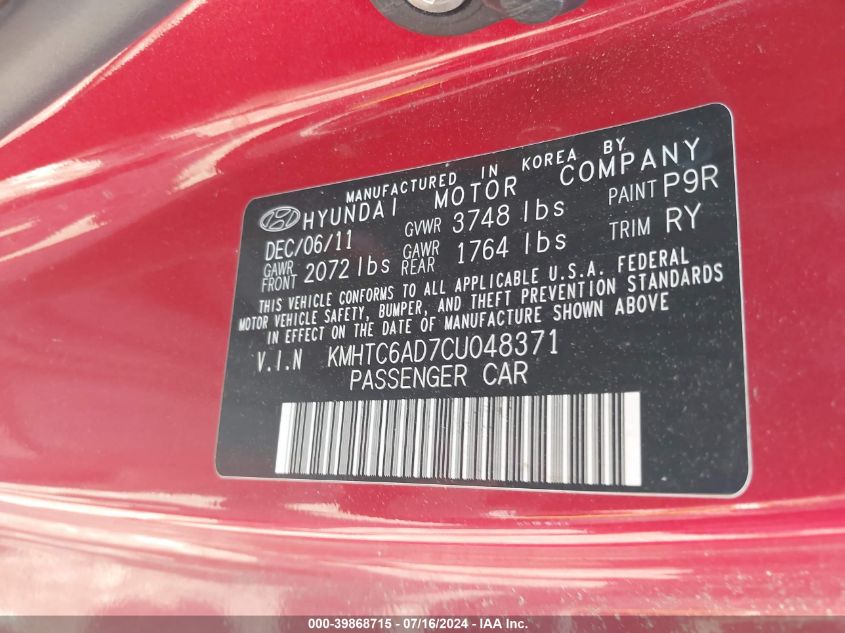 MANUFACTURED IN KOREA BY
HYUNDAI MOTOR COMPANY
DEC/06/11 GVWR 3748 lbs PAINT P9R
GAWR FRONT 2072 lbs GAWR REAR 1764 lbs TRIM RY
THIS VEHICLE CONFORMS TO ALL APPLICABLE U.S.A. FEDERAL
MOTOR VEHICLE SAFETY, BUMPER, AND THEFT PREVENTION STANDARDS
IN EFFECT ON THE DATE OF MANUFACTURE SHOWN ABOVE
V.I.N KMHTC6AD7CU048371
PASSENGER CAR
000-39868715 - 07/16/2024 - IAA Inc.